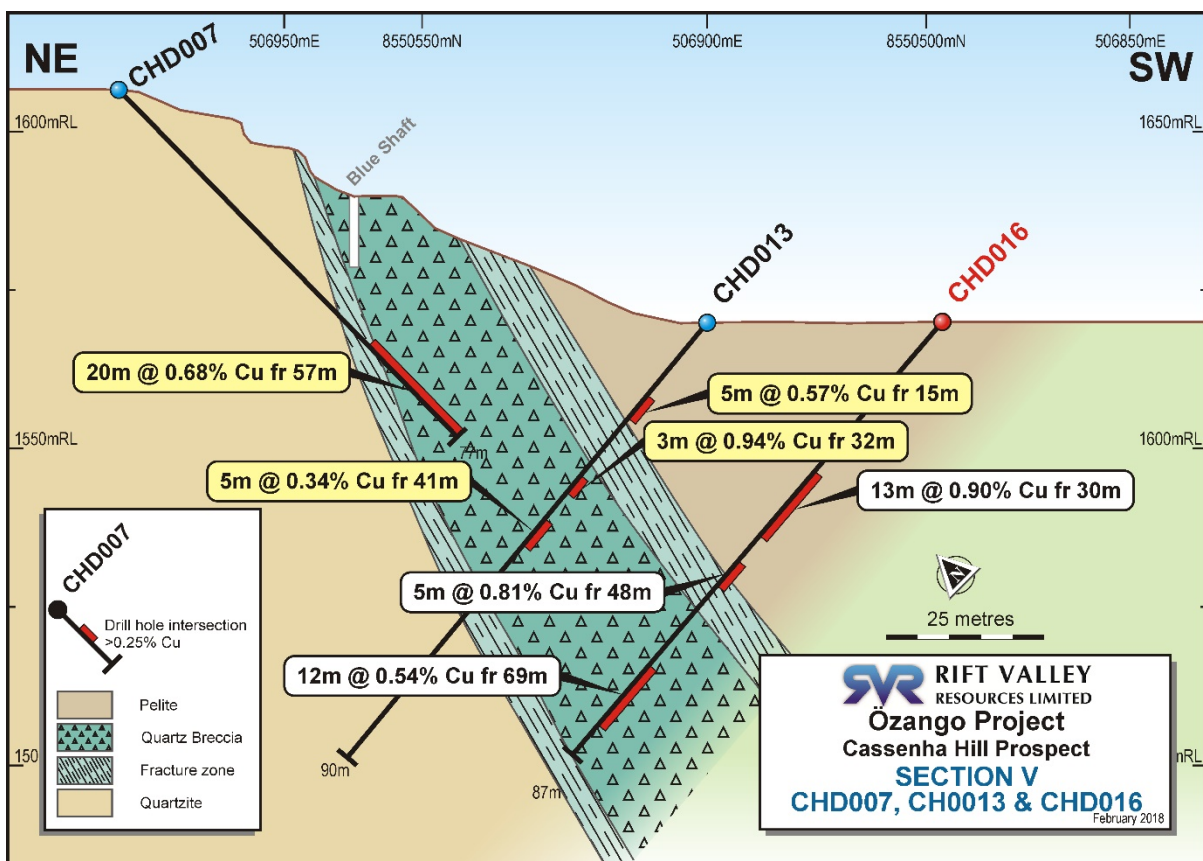 506950mE
8550550mN
506900mE
8550500mN
506850mE
NE
CHD007
SW
1600mRL
1650mRL
Blue Shaft
CHD013
CHD016
20m @ 0.68% Cu fr 57m
5m @ 0.57% Cu fr 15m
1550mRL
77m
3m @ 0.94% Cu fr 32m
1600mRL
5m @ 0.34% Cu fr 41m
13m @ 0.90% Cu fr 30m
CHD007
5m @ 0.81% Cu fr 48m
N
25 metres
Drill hole intersection
>0.25% Cu
12m @ 0.54% Cu fr 69m
Pelite
Quartz Breccia
Fracture zone
Quartzite
150
90m
87m
mRL
SVR RIFT VALLEY
RESOURCES LIMITED
Özango Project
Cassenha Hill Prospect
SECTION V
CHD007, CH0013 & CHD016
February 2018